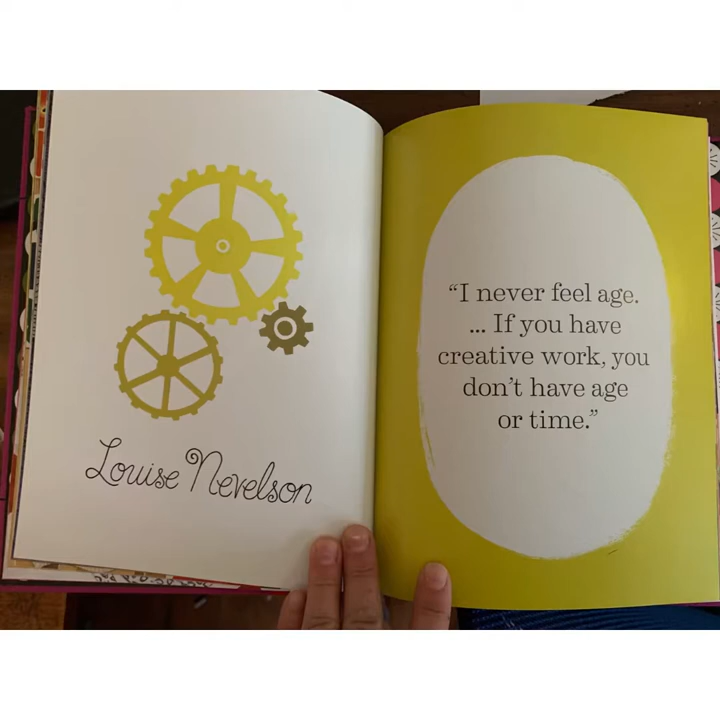 Louise Nevelson
“I never feel age.
... If you have
creative work, you
don’t have age
or time.”